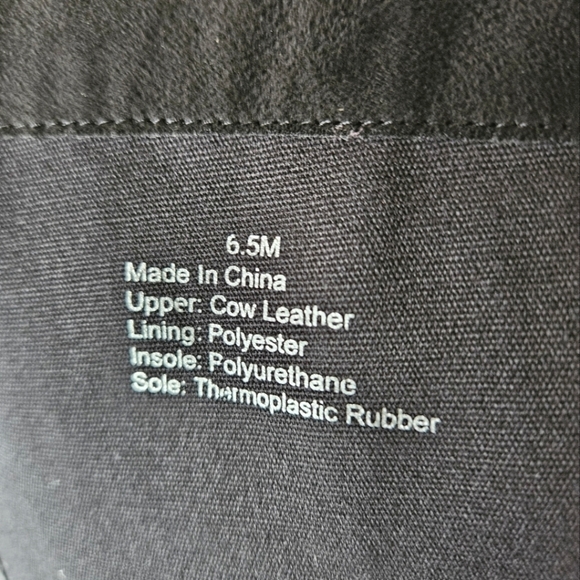 6.5M
Made In China
Upper: Cow Leather
Lining: Polyester
Insole: Polyurethane
Sole: Thermoplastic Rubber